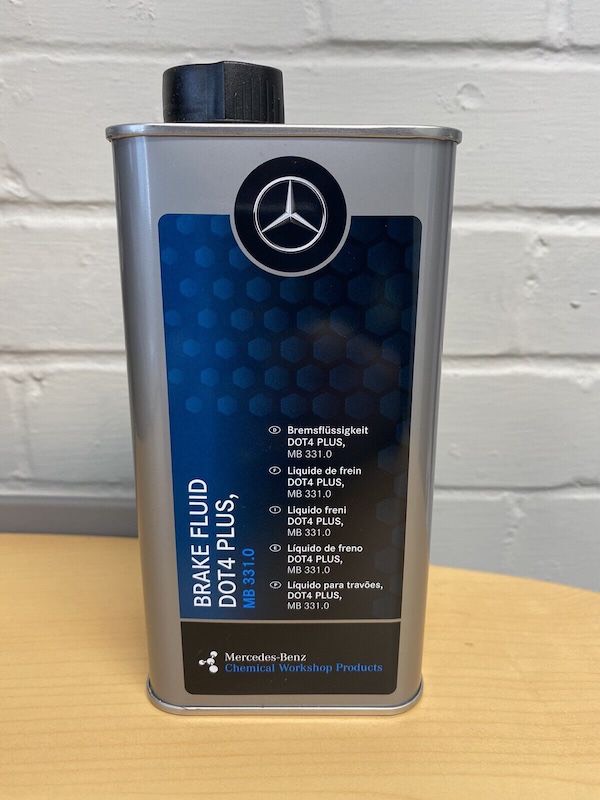 BRAKE FLUID
DOT4 PLUS,
MB 331.0
D Bremsflüssigkeit
DOT4 PLUS,
MB 331.0
F Liquide de frein
DOT4 PLUS,
MB 331.0
I Liquido freni
DOT4 PLUS,
MB 331.0
E Líquido de freno
DOT4 PLUS,
MB 331.0
P Líquido para travões,
DOT4 PLUS,
MB 331.0
Mercedes-Benz
Chemical Workshop Products